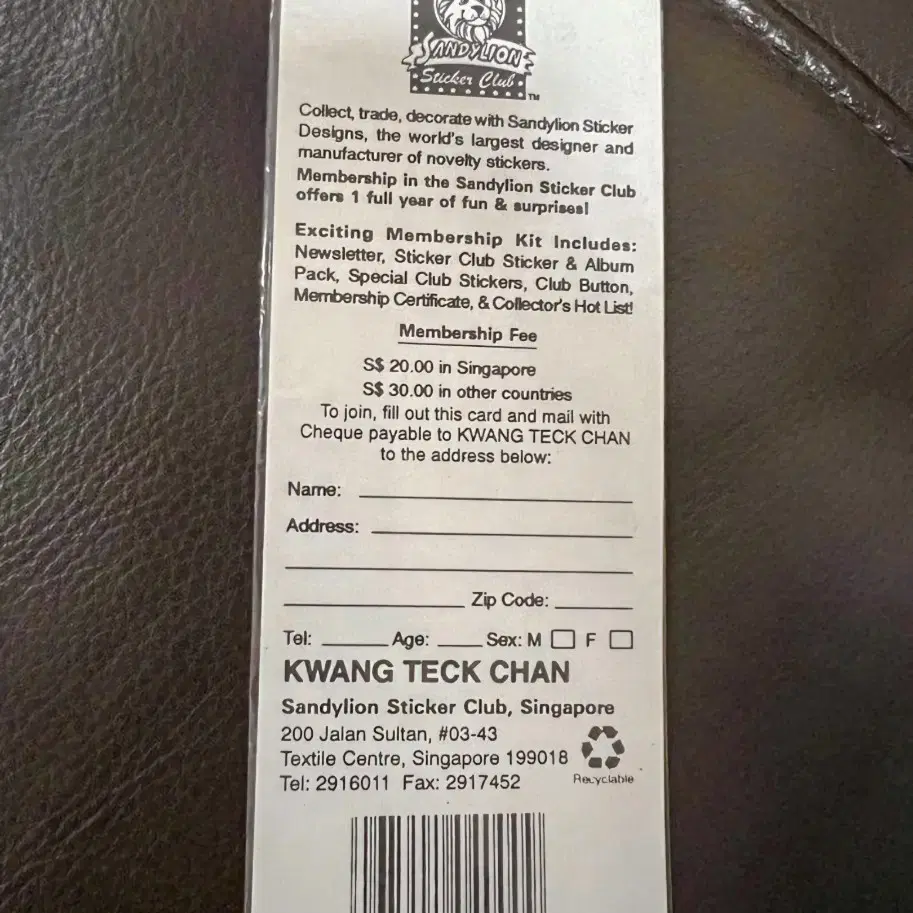 SANDYLION
Sticker Club
TM
Collect, trade, decorate with Sandylion Sticker
Designs, the world's largest designer and
manufacturer of novelty stickers.
Membership in the Sandylion Sticker Club
offers 1 full year of fun & surprises!
Exciting Membership Kit Includes:
Newsletter, Sticker Club Sticker & Album
Pack, Special Club Stickers, Club Button,
Membership Certificate, & Collector's Hot List!
Membership Fee
S$ 20.00 in Singapore
S$ 30.00 in other countries
To join, fill out this card and mail with
Cheque payable to KWANG TECK CHAN
to the address below:
Name:
Address:
Zip Code:
Tel: Age: Sex: M F
KWANG TECK CHAN
Sandylion Sticker Club, Singapore
200 Jalan Sultan, #03-43
Textile Centre, Singapore 199018
Tel: 2916011 Fax: 2917452
Recyclable